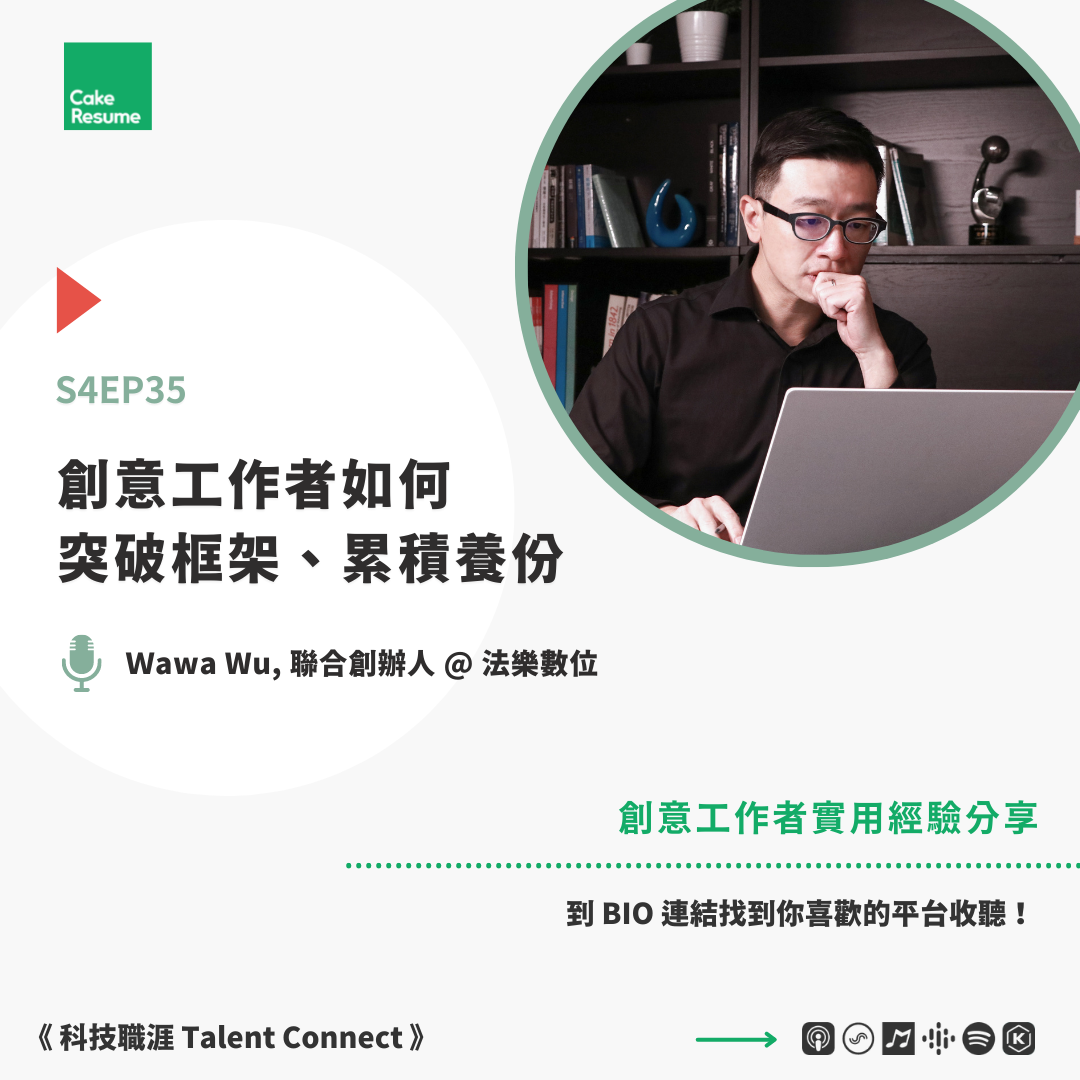 Cake
Resume
S4EP35
創意工作者如何
突破框架、累積養份
Wawa Wu, 聯合創辦人 @ 法樂數位
創意工作者實用經驗分享
到 BIO 連結找到你喜歡的平台收聽！
《 科技職涯 Talent Connect 》